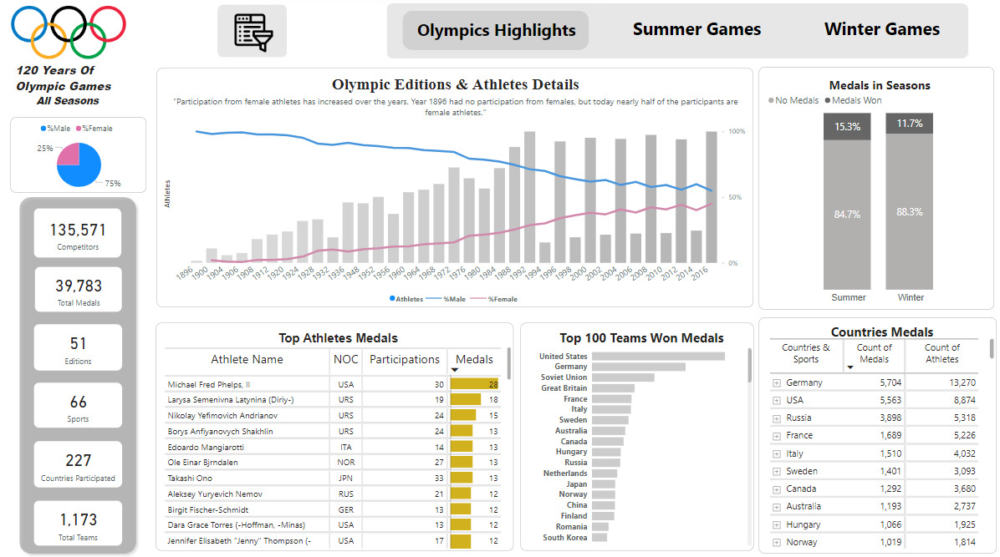 Olympics Highlights
Summer Games
Winter Games
120 Years Of
Olympic Games
All Seasons
%Male %Female
25%
75%
135,571
Competitors
39,783
Total Medals
51
Editions
66
Sports
227
Countries Participated
1,173
Total Teams
Olympic Editions & Athletes Details
"Participation from female athletes has increased over the years. Year 1896 had no participation from females, but today nearly half of the participants are
female athletes."
Athletes
100%
50%
0%
1896 1900 1904 1906 1908 1912 1920 1924 1928 1932 1936 1948 1952 1956 1960 1964 1968 1972 1976 1980 1984 1988 1992 1994 1996 1998 2000 2002 2004 2006 2008 2010 2012 2014 2016
Athletes %Male %Female
Medals in Seasons
No Medals Medals Won
15.3% 11.7%
84.7% 88.3%
Summer Winter
Top Athletes Medals
Athlete Name NOC Participations Medals
Michael Fred Phelps, II USA 30 28
Larysa Semenivna Latynina (Diriy-) URS 19 18
Nikolay Yefimovich Andrianov URS 24 15
Borys Anfiyanovych Shakhlin URS 24 13
Edoardo Mangiarotti ITA 14 13
Ole Einar Bjrndalen NOR 27 13
Takashi Ono JPN 33 13
Aleksey Yuryevich Nemov RUS 21 12
Birgit Fischer-Schmidt GER 13 12
Dara Grace Torres (-Hoffman, -Minas) USA 13 12
Jennifer Elisabeth "Jenny" Thompson (- USA 17 12
Top 100 Teams Won Medals
United States
Germany
Soviet Union
Great Britain
France
Italy
Sweden
Australia
Canada
Hungary
Russia
Netherlands
Japan
Norway
China
Finland
Romania
South Korea
Countries Medals
Countries & Count of Count of
Sports Medals Athletes
Germany 5,704 13,270
USA 5,563 8,874
Russia 3,898 5,318
France 1,689 5,226
Italy 1,510 4,032
Sweden 1,401 3,093
Canada 1,292 3,680
Australia 1,193 2,737
Hungary 1,066 1,925
Norway 1,019 1,814